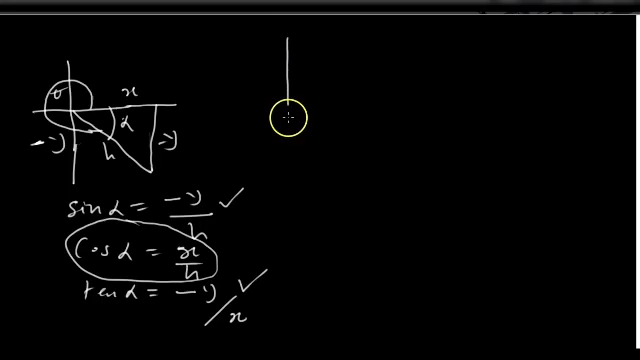 θ x
α
-y h -y
sin α = -y/h ✓
cos α = x/h
tan α = -y/x ✓